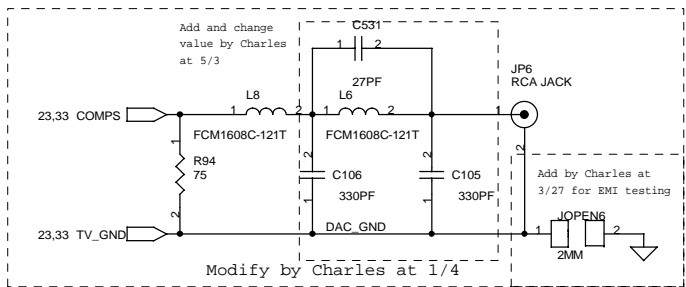 Add and change
value by Charles
at 5/3
C531
1 2
27PF
JP6
RCA JACK
L8
L6
23,33 COMPS
1 2
1 2
1
FCM1608C-121T
FCM1608C-121T
1
R94
75
2
2
C106
330PF
1
2
C105
330PF
1
2
Add by Charles at
3/27 for EMI testing
JOPEN6
1 2
2MM
23,33 TV_GND
DAC_GND
Modify by Charles at 1/4